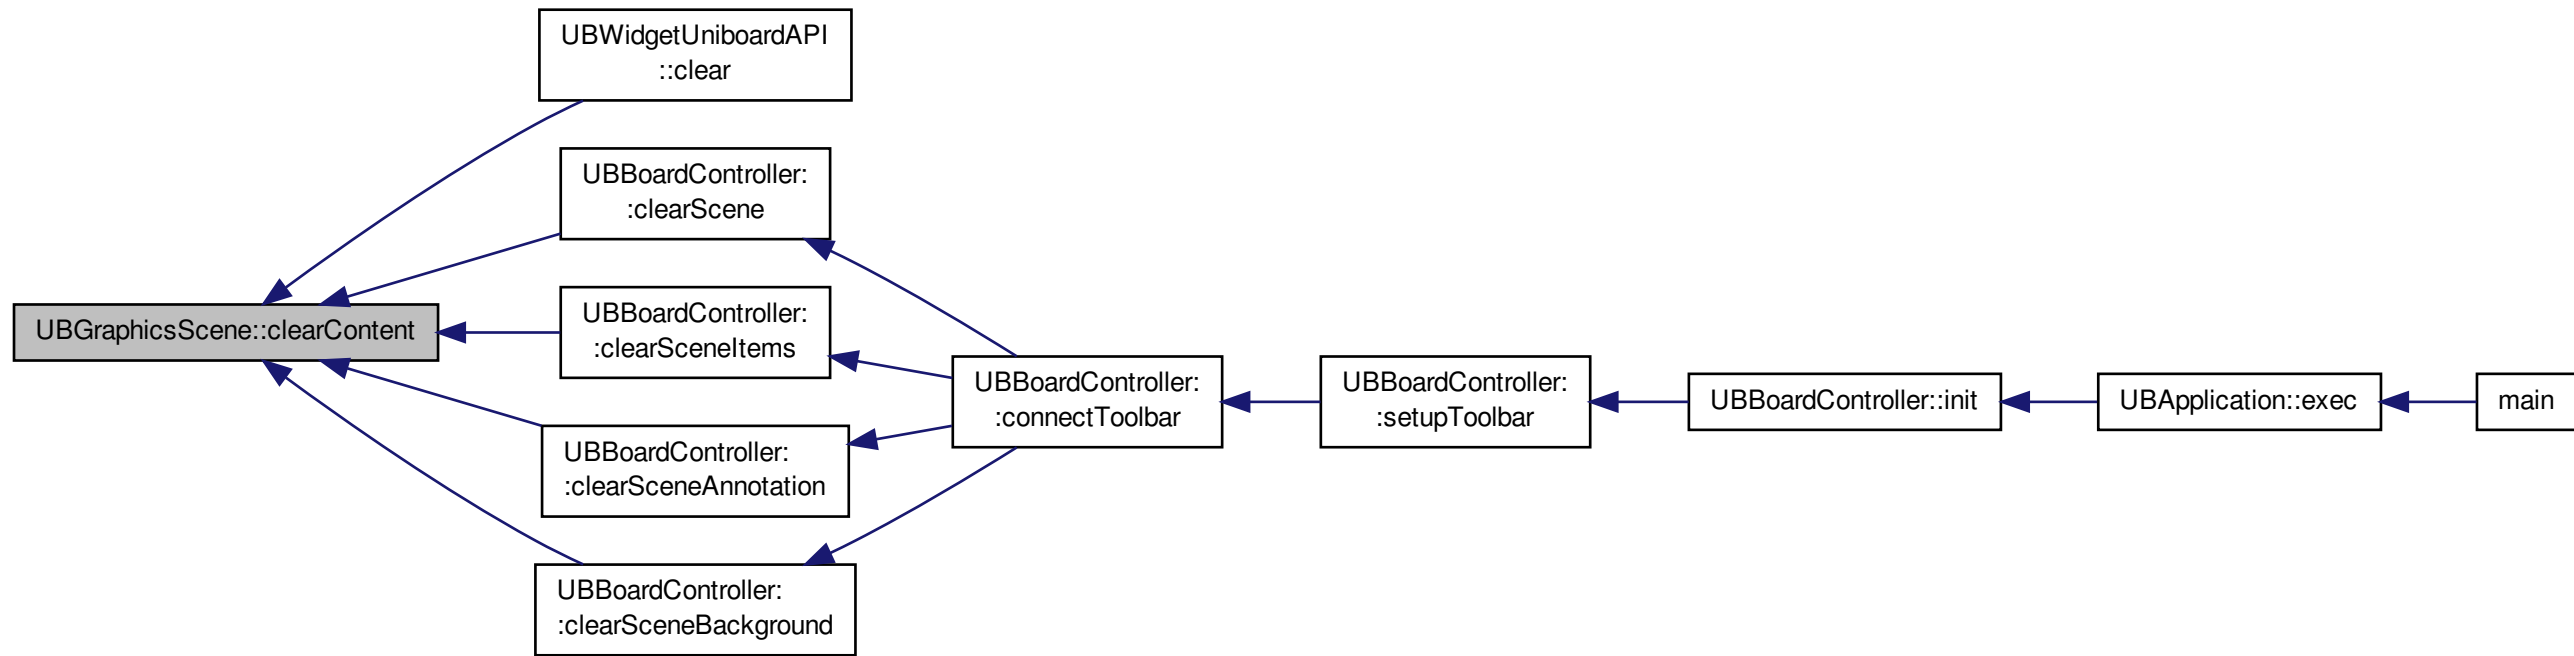 UBWidgetUniboardAPI
::clear
UBBoardController:
:clearScene
UBGraphicsScene::clearContent
UBBoardController:
:clearSceneItems
UBBoardController:
:clearSceneAnnotation
UBBoardController:
:clearSceneBackground
UBBoardController:
:connectToolbar
UBBoardController:
:setupToolbar
UBBoardController::init
UBApplication::exec
main